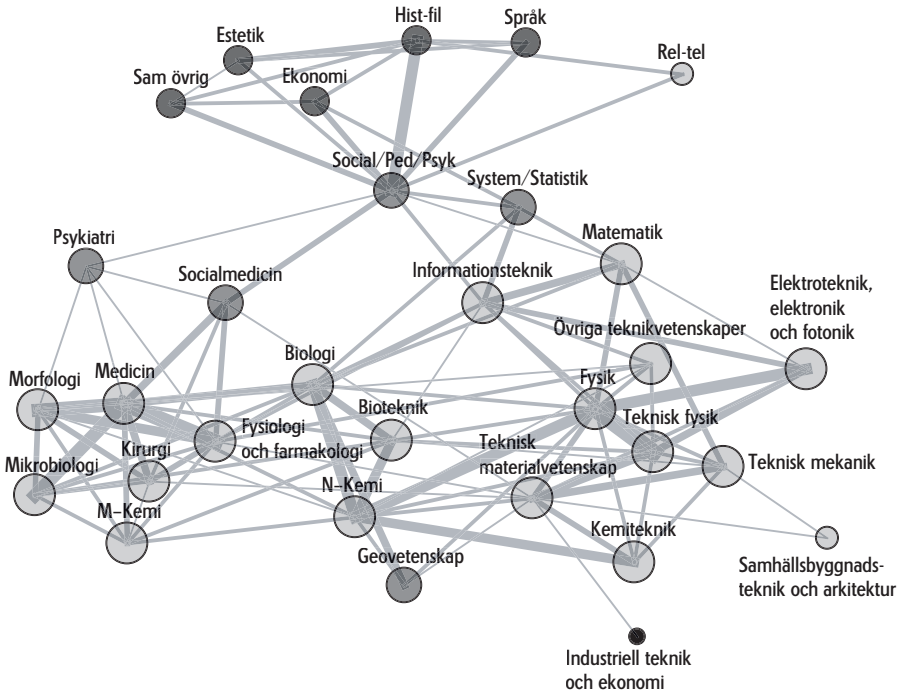 Hist-fil
Språk
Estetik
Rel-tel
Sam övrig
Ekonomi
Social/Ped/Psyk
System/Statistik
Matematik
Psykiatri
Socialmedicin
Informationsteknik
Elektroteknik,
elektronik
och fotonik
Övriga teknikvetenskaper
Biologi
Medicin
Morfologi
Fysik
Bioteknik
Teknisk fysik
Fysiologi
och farmakologi
Kirurgi
Mikrobiologi
Teknisk
materialvetenskap
Teknisk mekanik
N-Kemi
M-Kemi
Kemiteknik
Geovetenskap
Samhällsbyggnads-
teknik och arkitektur
Industriell teknik
och ekonomi